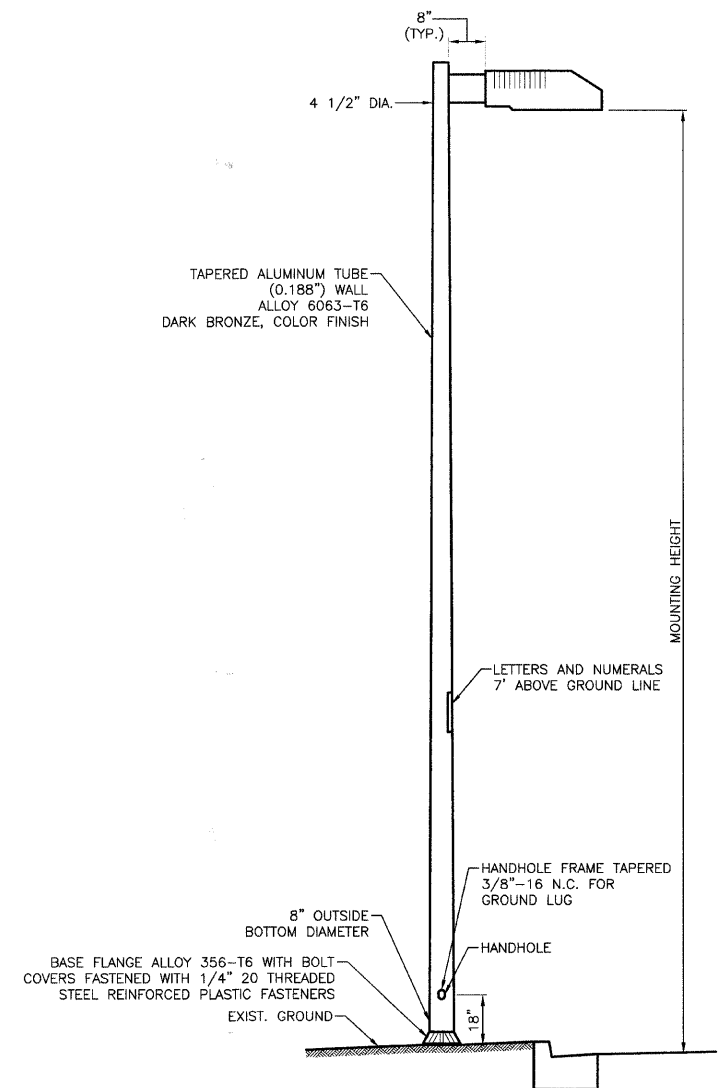 8"
(TYP.)
4 1/2" DIA.
TAPERED ALUMINUM TUBE
(0.188") WALL
ALLOY 6063-T6
DARK BRONZE, COLOR FINISH
MOUNTING HEIGHT
LETTERS AND NUMERALS
7' ABOVE GROUND LINE
HANDHOLE FRAME TAPERED
3/8"-16 N.C. FOR
GROUND LUG
8" OUTSIDE
BOTTOM DIAMETER
HANDHOLE
BASE FLANGE ALLOY 356-T6 WITH BOLT
COVERS FASTENED WITH 1/4" 20 THREADED
STEEL REINFORCED PLASTIC FASTENERS
18"
EXIST. GROUND